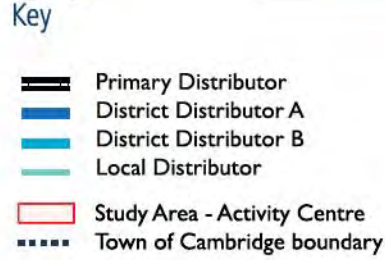 Key
Primary Distributor
District Distributor A
District Distributor B
Local Distributor
Study Area - Activity Centre
Town of Cambridge boundary